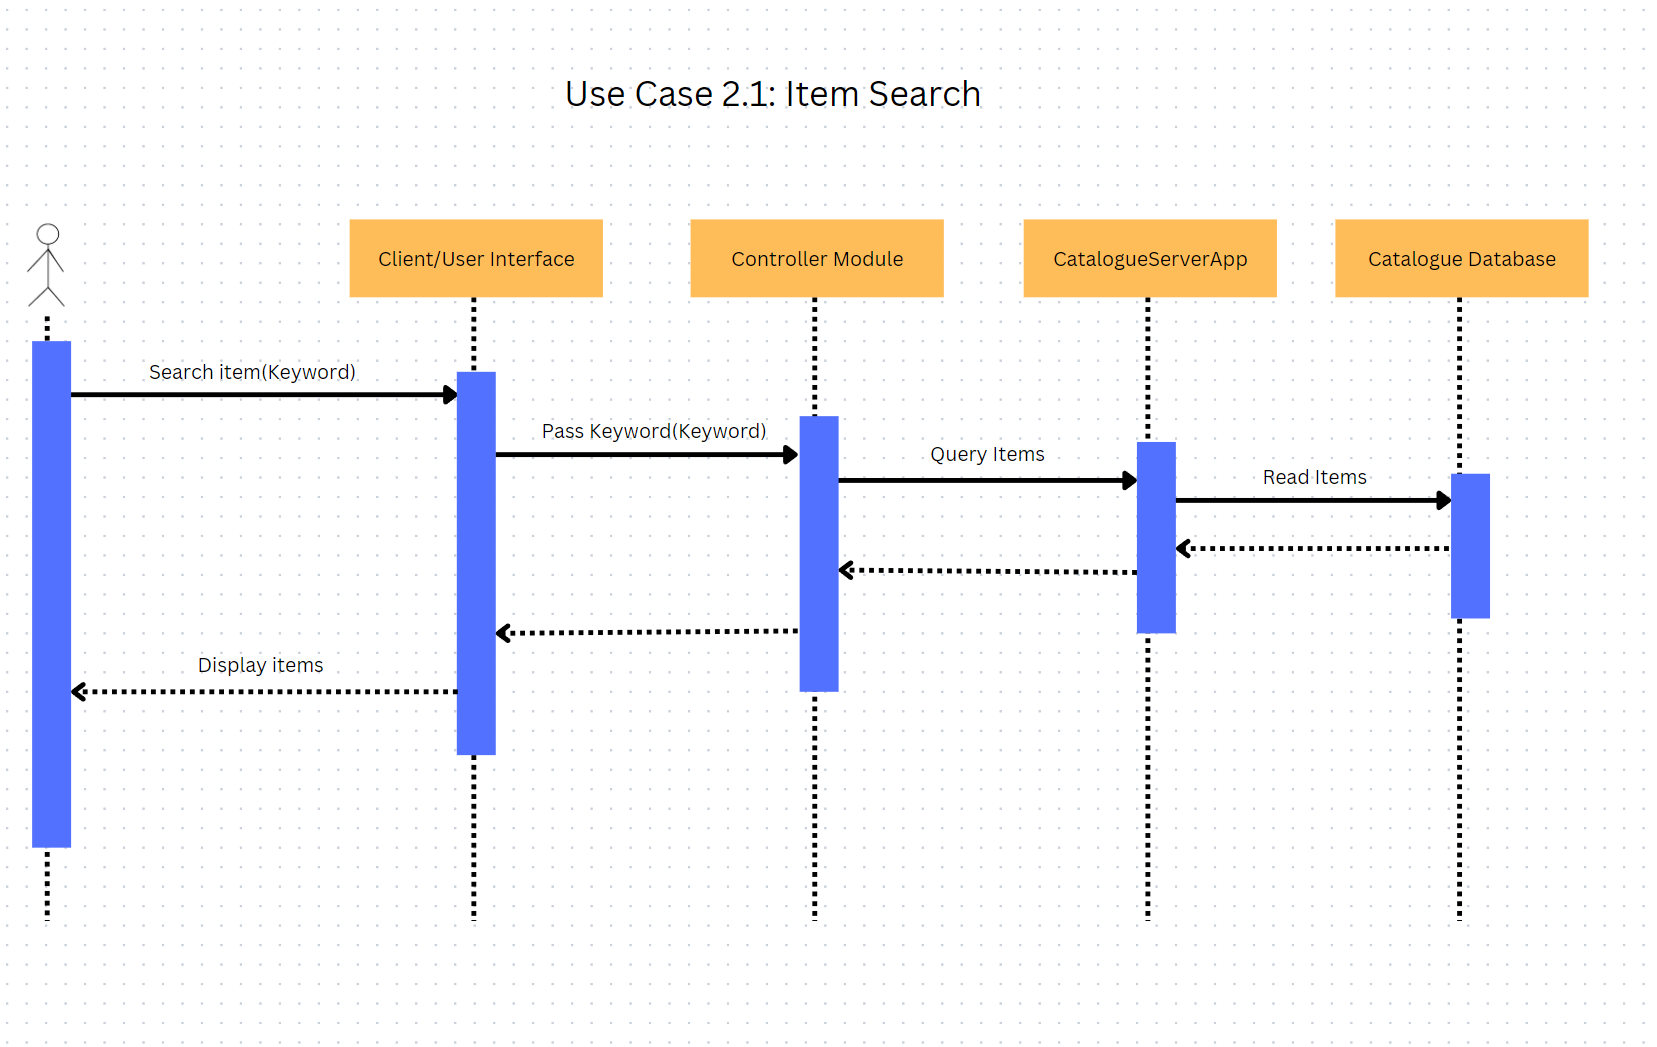 Use Case 2.1: Item Search
Client/User Interface
Controller Module
CatalogueServerApp
Catalogue Database
Search item(Keyword)
Pass Keyword(Keyword)
Query Items
Read Items
Display items